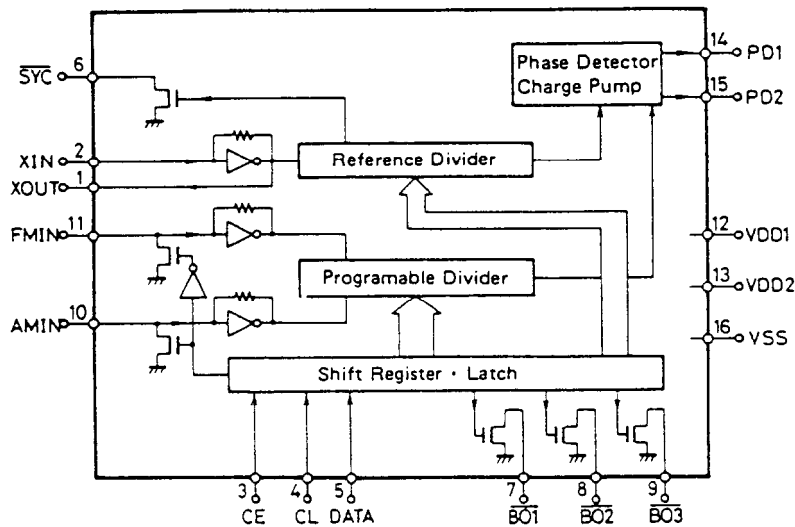 6
SYC
14
PD1
Phase Detector
Charge Pump
15
PD2
XIN
2
XOUT
1
Reference Divider
FMIN
11
12
VDD1
Programable Divider
13
VDD2
AMIN
10
16
VSS
Shift Register · Latch
3
4
5
7
8
9
CE
CL
DATA
BO1
BO2
BO3